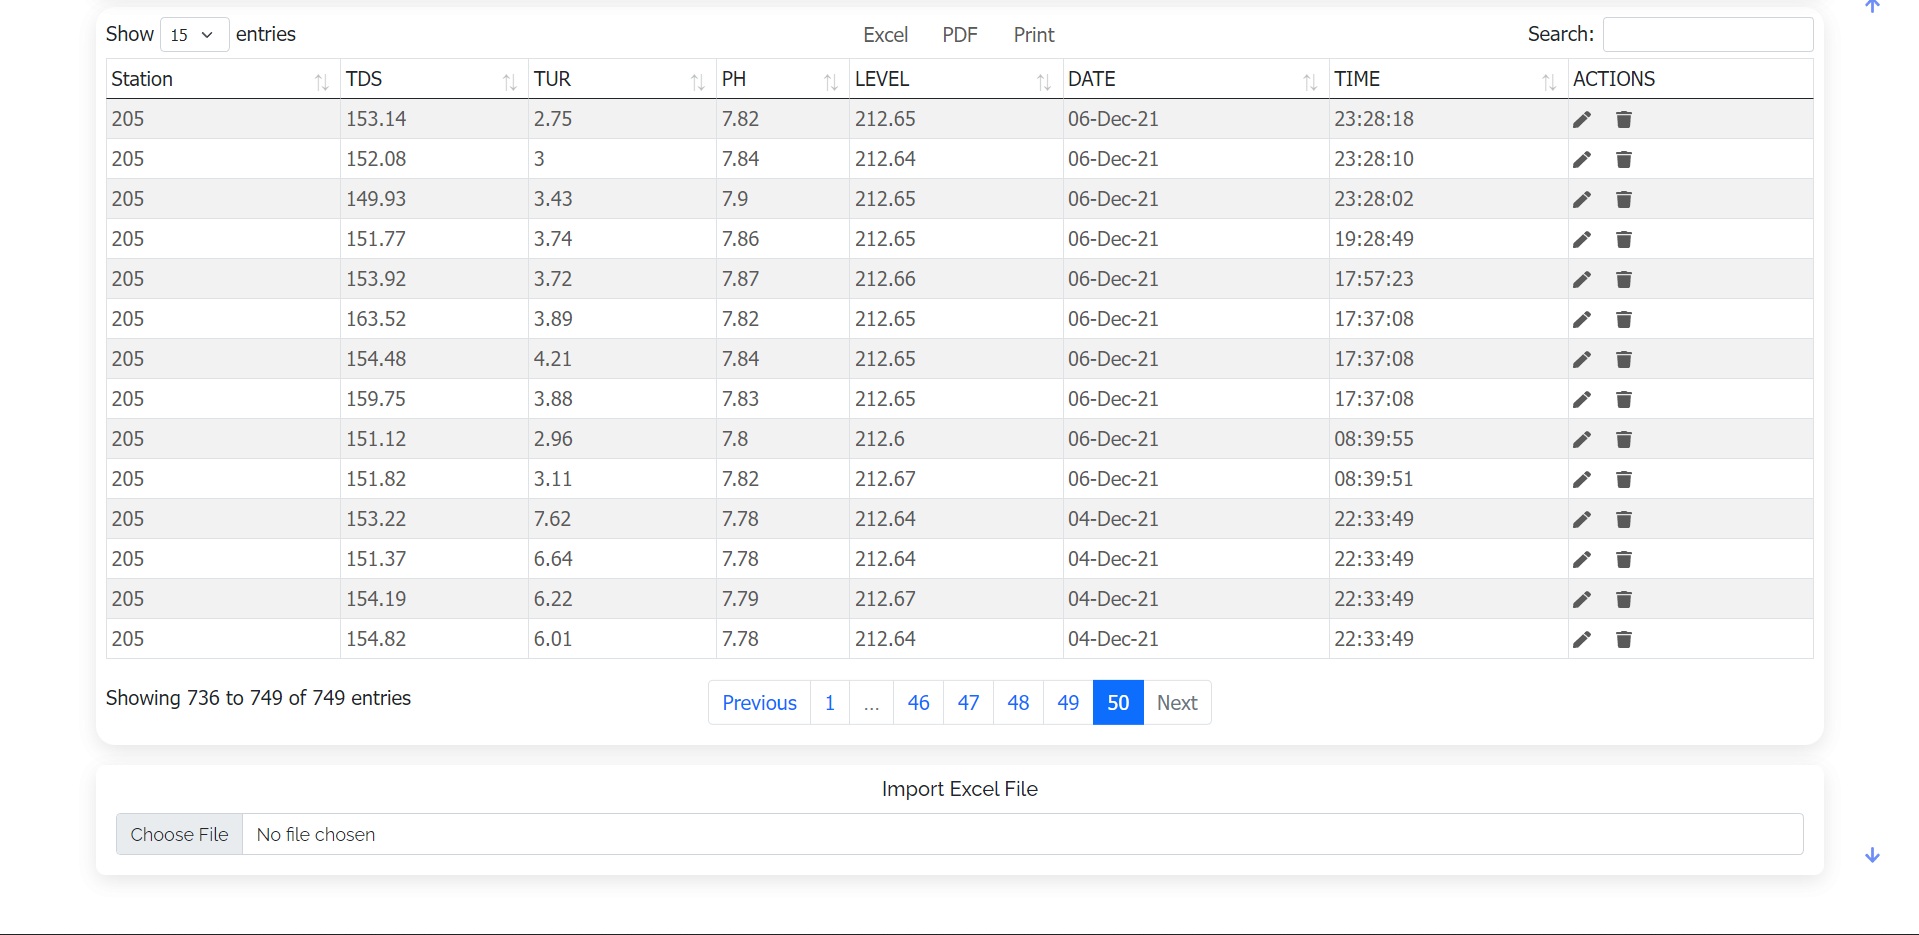 Show 15 entries Excel PDF Print Search:
Station TDS TUR PH LEVEL DATE TIME ACTIONS
205 153.14 2.75 7.82 212.65 06-Dec-21 23:28:18
205 152.08 3 7.84 212.64 06-Dec-21 23:28:10
205 149.93 3.43 7.9 212.65 06-Dec-21 23:28:02
205 151.77 3.74 7.86 212.65 06-Dec-21 19:28:49
205 153.92 3.72 7.87 212.66 06-Dec-21 17:57:23
205 163.52 3.89 7.82 212.65 06-Dec-21 17:37:08
205 154.48 4.21 7.84 212.65 06-Dec-21 17:37:08
205 159.75 3.88 7.83 212.65 06-Dec-21 17:37:08
205 151.12 2.96 7.8 212.6 06-Dec-21 08:39:55
205 151.82 3.11 7.82 212.67 06-Dec-21 08:39:51
205 153.22 7.62 7.78 212.64 04-Dec-21 22:33:49
205 151.37 6.64 7.78 212.64 04-Dec-21 22:33:49
205 154.19 6.22 7.79 212.67 04-Dec-21 22:33:49
205 154.82 6.01 7.78 212.64 04-Dec-21 22:33:49
Showing 736 to 749 of 749 entries Previous 1 ... 46 47 48 49 50 Next
Import Excel File
Choose File No file chosen